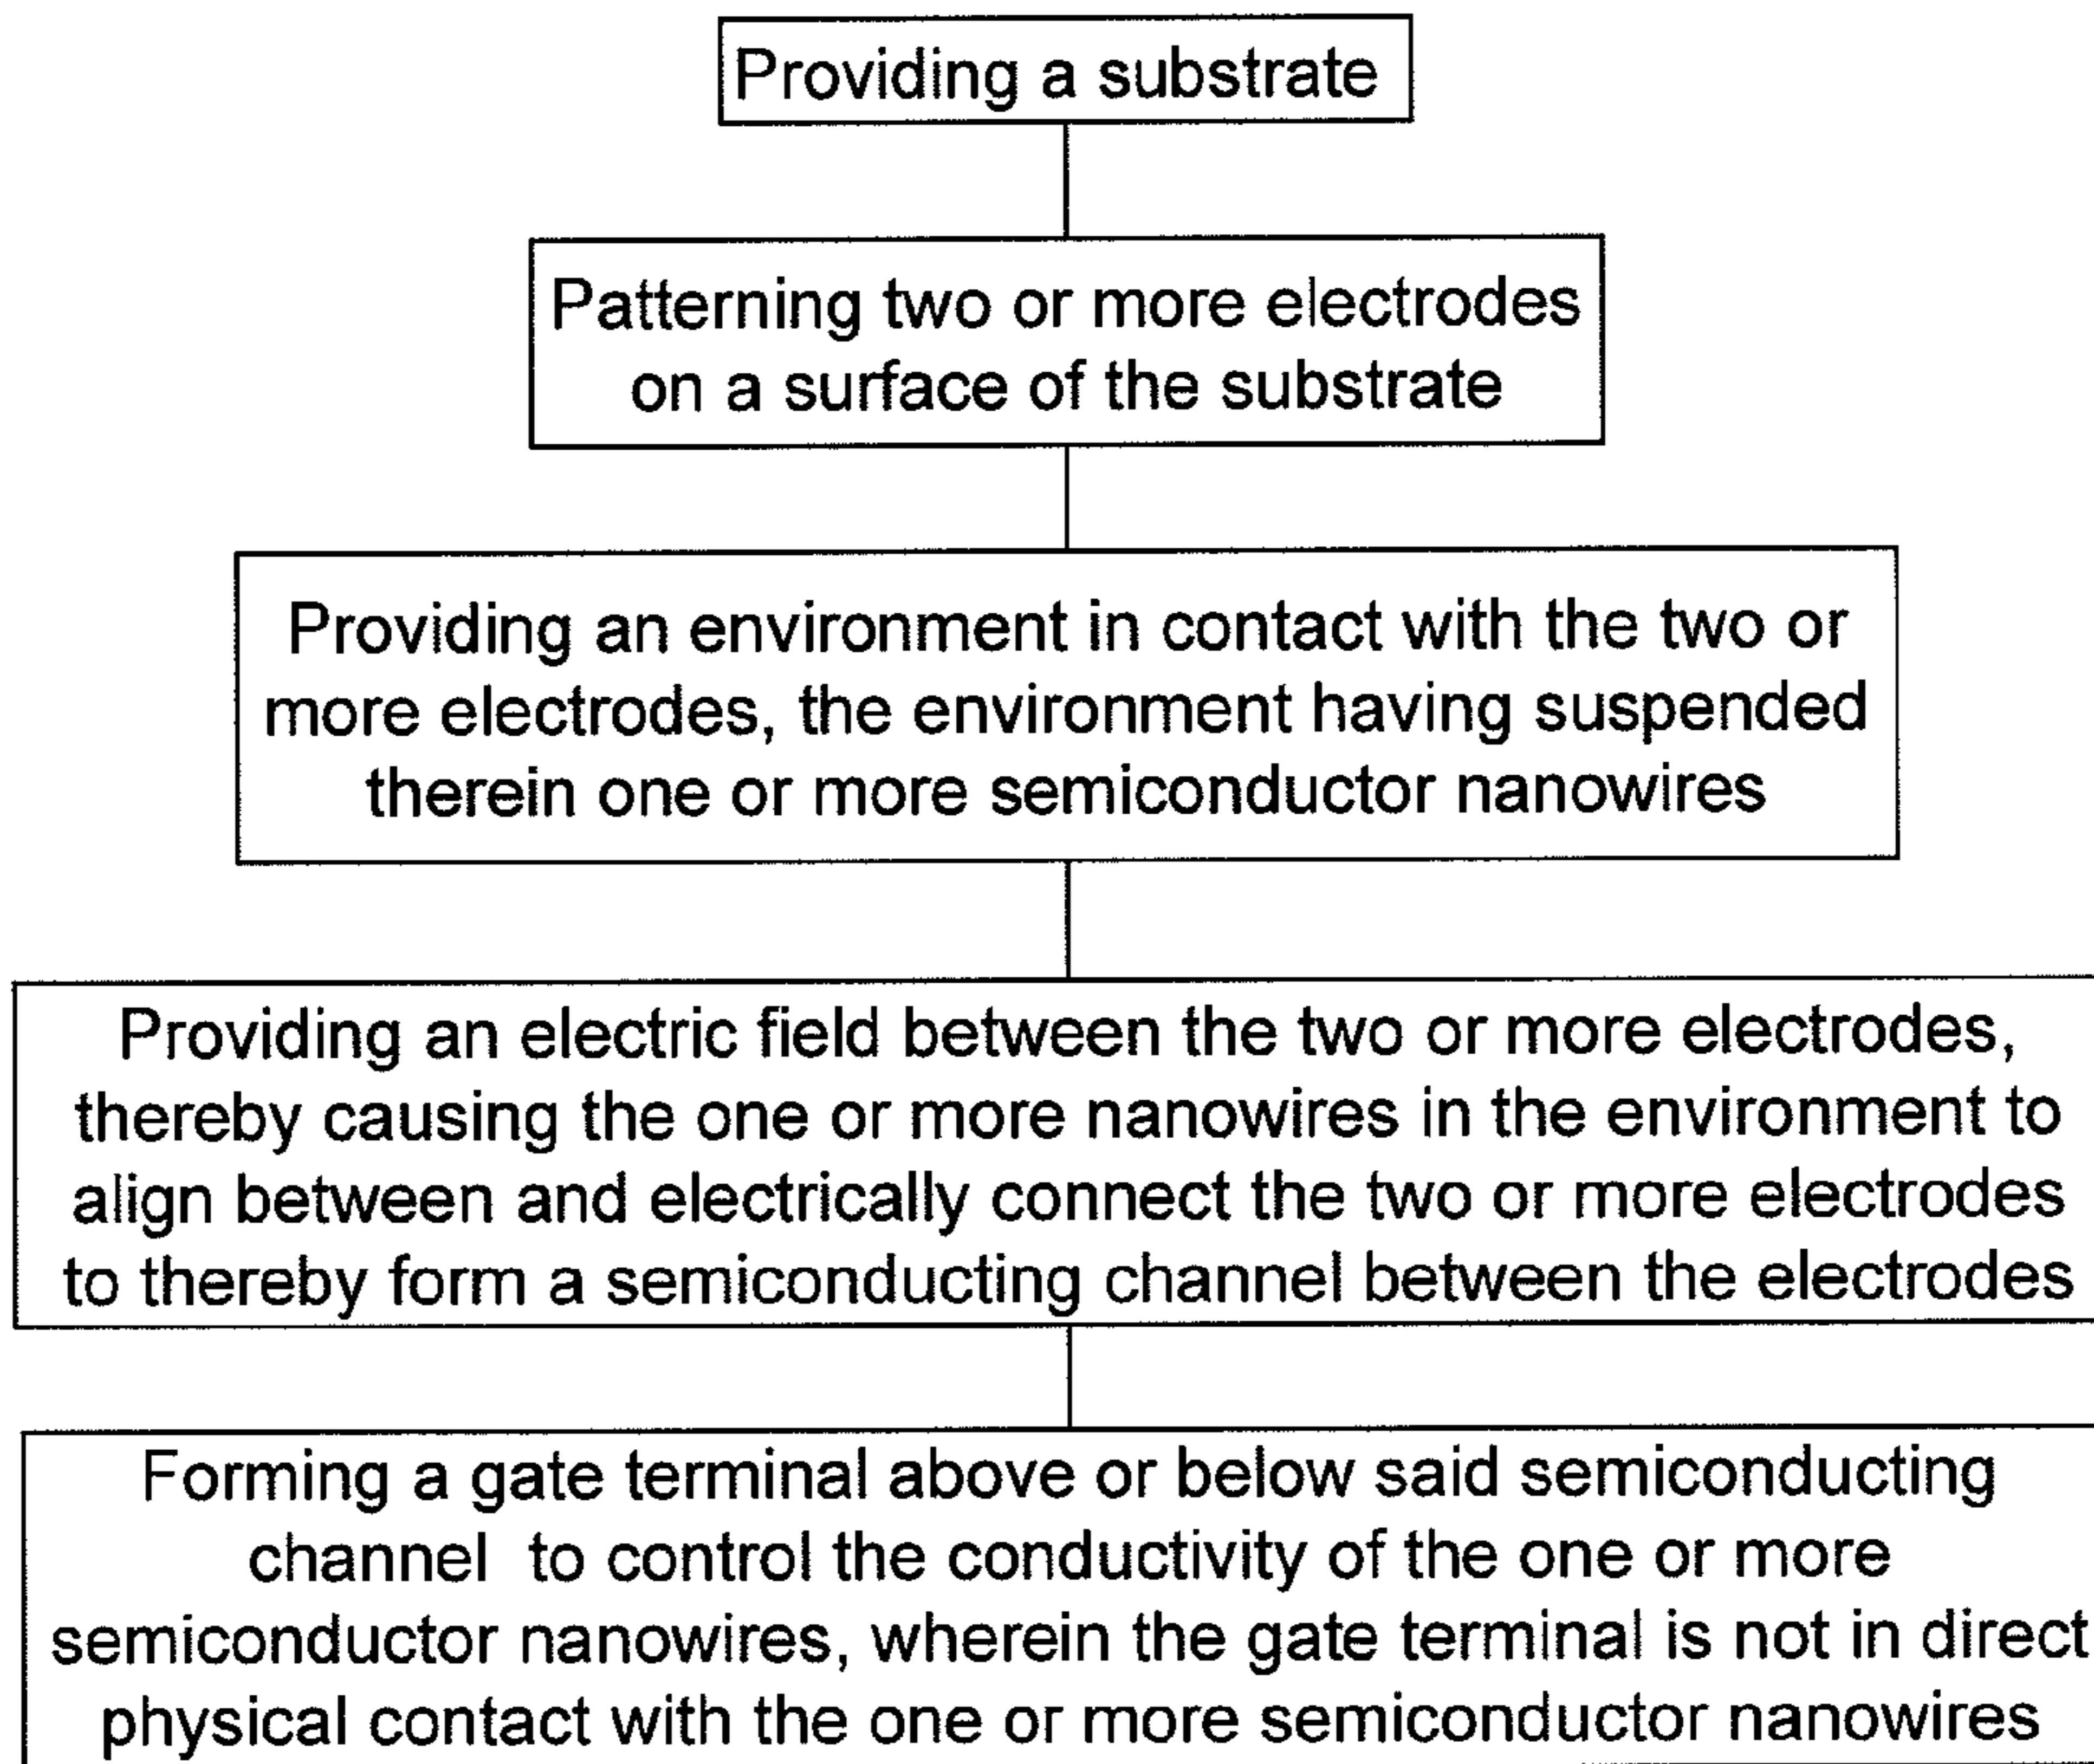 Providing a substrate
Patterning two or more electrodes
on a surface of the substrate
Providing an environment in contact with the two or
more electrodes, the environment having suspended
therein one or more semiconductor nanowires
Providing an electric field between the two or more electrodes,
thereby causing the one or more nanowires in the environment to
align between and electrically connect the two or more electrodes
to thereby form a semiconducting channel between the electrodes
Forming a gate terminal above or below said semiconducting
channel to control the conductivity of the one or more
semiconductor nanowires, wherein the gate terminal is not in direct
physical contact with the one or more semiconductor nanowires